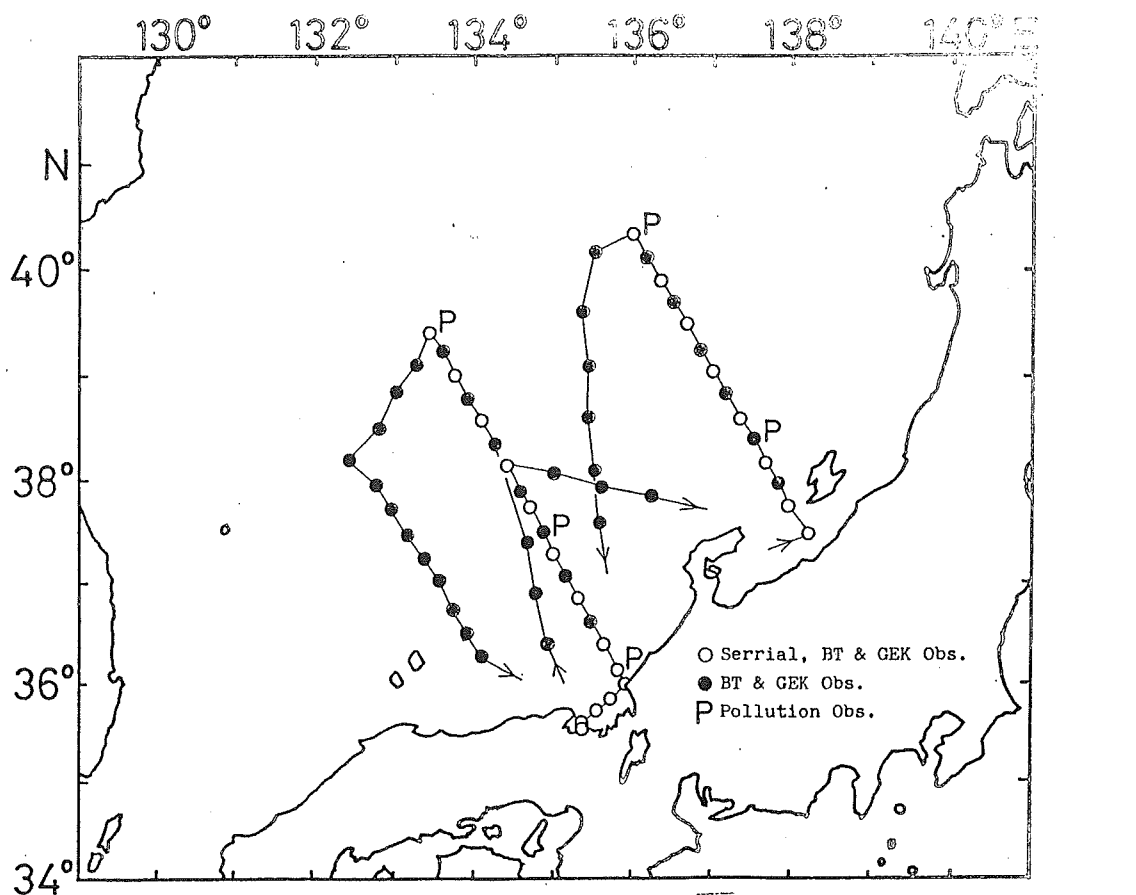 130° 132° 134° 136° 138° 140° E
N
40°
38°
36°
34°
P
P
P
P
P
Serrial, BT & GEK Obs.
BT & GEK Obs.
P Pollution Obs.